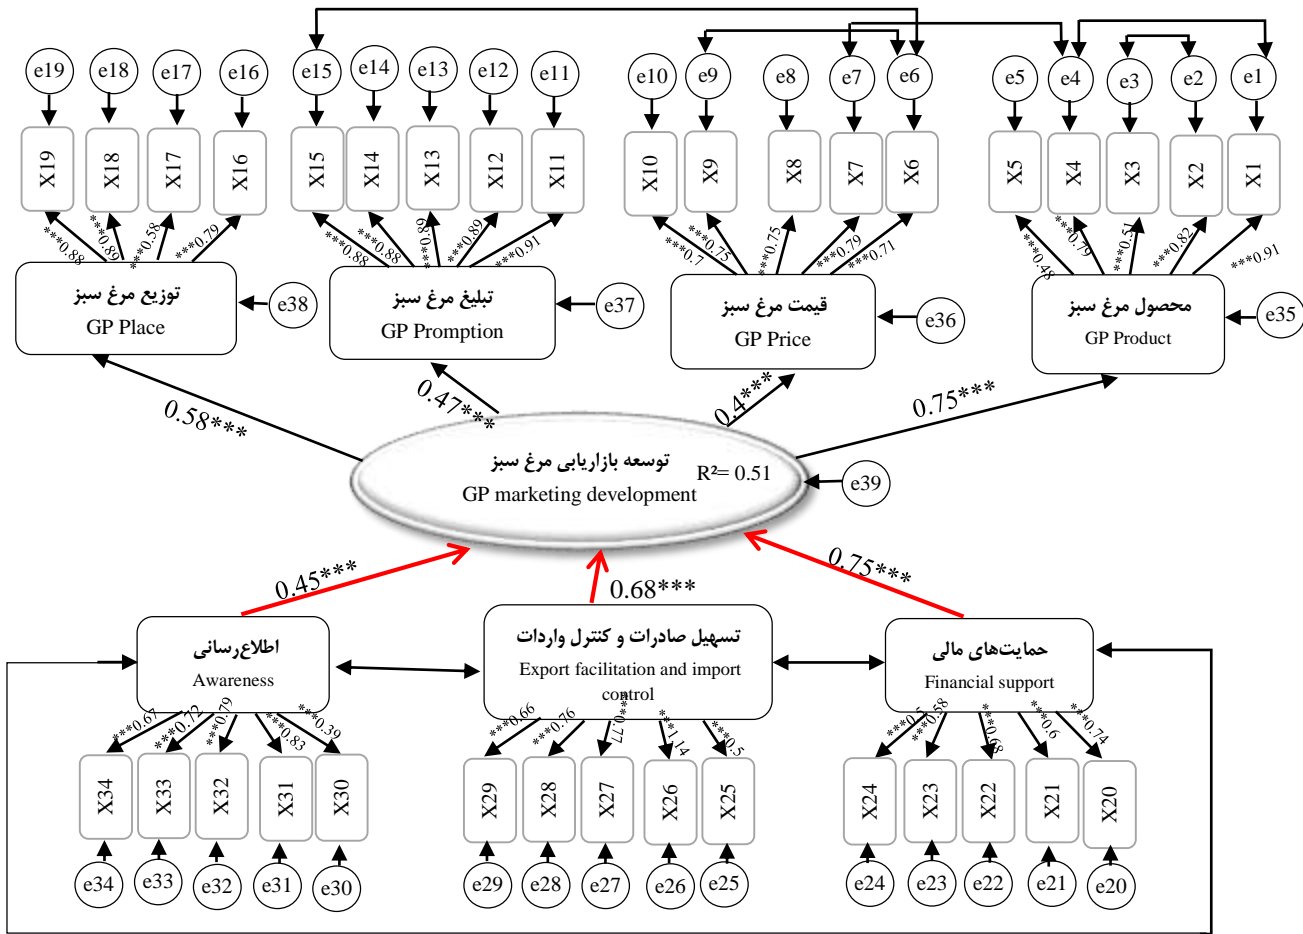 e19
e18
e17
e16
e15
e14
e13
e12
e11
e10
e9
e8
e7
e6
e5
e4
e3
e2
e1
X19
X18
X17
X16
X15
X14
X13
X12
X11
X10
X9
X8
X7
X6
X5
X4
X3
X2
X1
***0.88
***0.89
***0.58
***0.79
***0.88
***0.88
***0.89
***0.89
***0.91
***0.7
***0.75
***0.75
***0.79
***0.71
***0.48
***0.79
***0.51
***0.82
***0.91
توزیع مرغ سبز
GP Place
e38
تبلیغ مرغ سبز
GP Promption
e37
قیمت مرغ سبز
GP Price
e36
محصول مرغ سبز
GP Product
e35
0.58***
0.47***
0.4***
0.75***
توسعه بازاریابی مرغ سبز
GP marketing development
R²= 0.51
e39
0.45***
0.68***
0.75***
اطلاع‌رسانی
Awareness
تسهیل صادرات و کنترل واردات
Export facilitation and import
control
حمایت‌های مالی
Financial support
***0.67
***0.72
***0.79
***0.83
***0.39
***0.66
***0.76
***0.77
***1.14
***0.5
***0.5
***0.58
***0.68
***0.6
***0.74
X34
X33
X32
X31
X30
X29
X28
X27
X26
X25
X24
X23
X22
X21
X20
e34
e33
e32
e31
e30
e29
e28
e27
e26
e25
e24
e23
e22
e21
e20